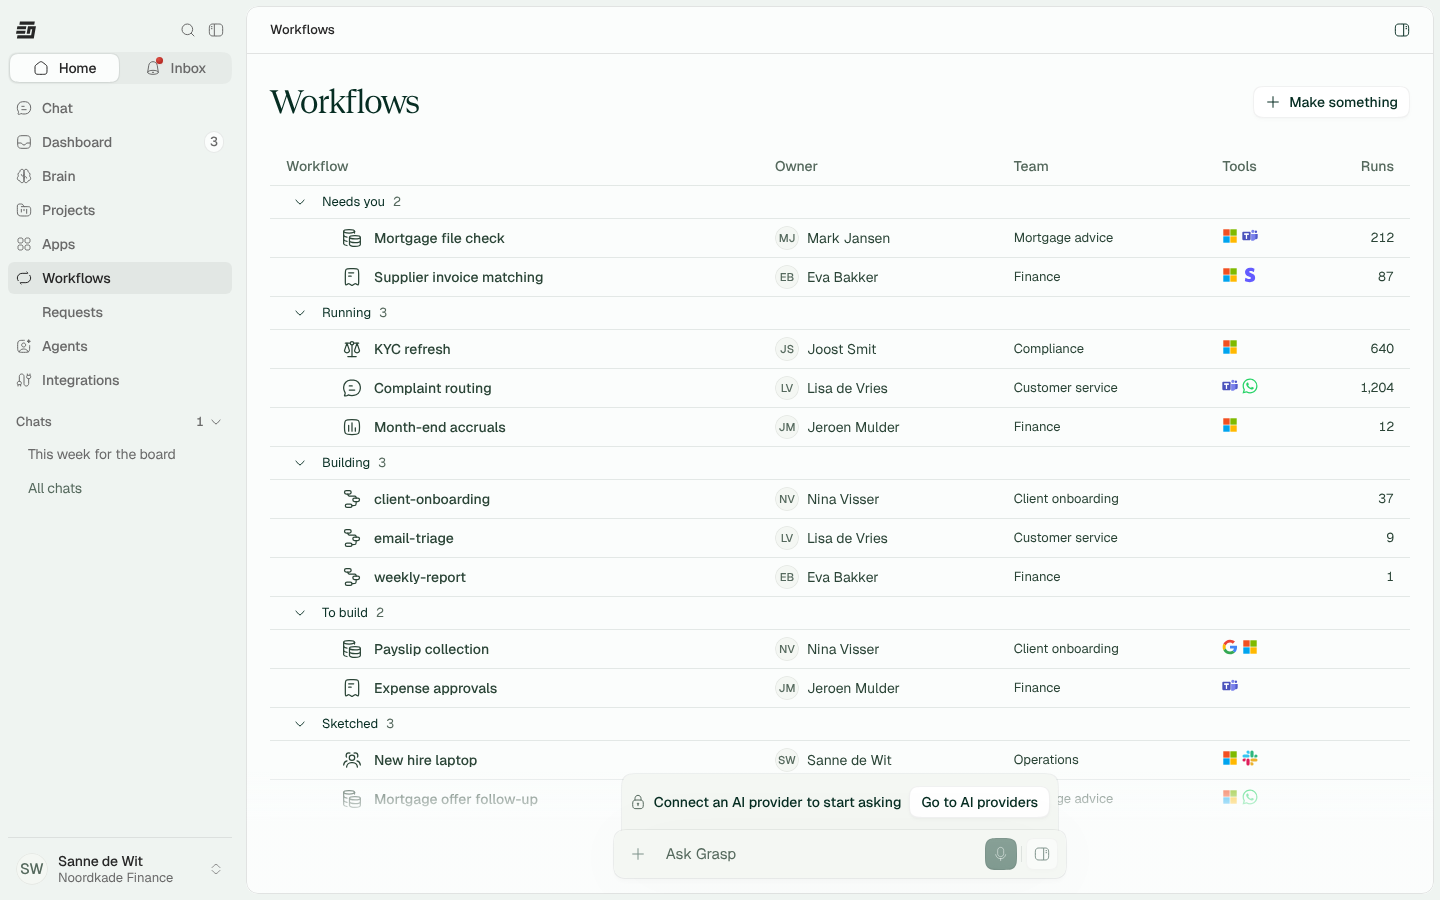 Home
Inbox
Chat
Dashboard 3
Brain
Projects
Apps
Workflows
Requests
Agents
Integrations
Chats 1
This week for the board
All chats
SW
Sanne de Wit
Noordkade Finance
Workflows
Workflows
Make something
Workflow Owner Team Tools Runs
Needs you 2
Mortgage file check MJ Mark Jansen Mortgage advice 212
Supplier invoice matching EB Eva Bakker Finance 87
Running 3
KYC refresh JS Joost Smit Compliance 640
Complaint routing LV Lisa de Vries Customer service 1,204
Month-end accruals JM Jeroen Mulder Finance 12
Building 3
client-onboarding NV Nina Visser Client onboarding 37
email-triage LV Lisa de Vries Customer service 9
weekly-report EB Eva Bakker Finance 1
To build 2
Payslip collection NV Nina Visser Client onboarding
Expense approvals JM Jeroen Mulder Finance
Sketched 3
New hire laptop SW Sanne de Wit Operations
Mortgage offer follow-up advice
Connect an AI provider to start asking Go to AI providers
Ask Grasp